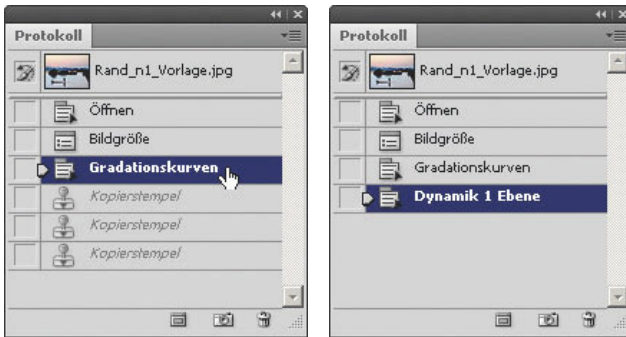 Protokoll
Rand_n1_Vorlage.jpg
Öffnen
Bildgröße
Gradationskurven
Kopierstempel
Kopierstempel
Kopierstempel
Protokoll
Rand_n1_Vorlage.jpg
Öffnen
Bildgröße
Gradationskurven
Dynamik 1 Ebene